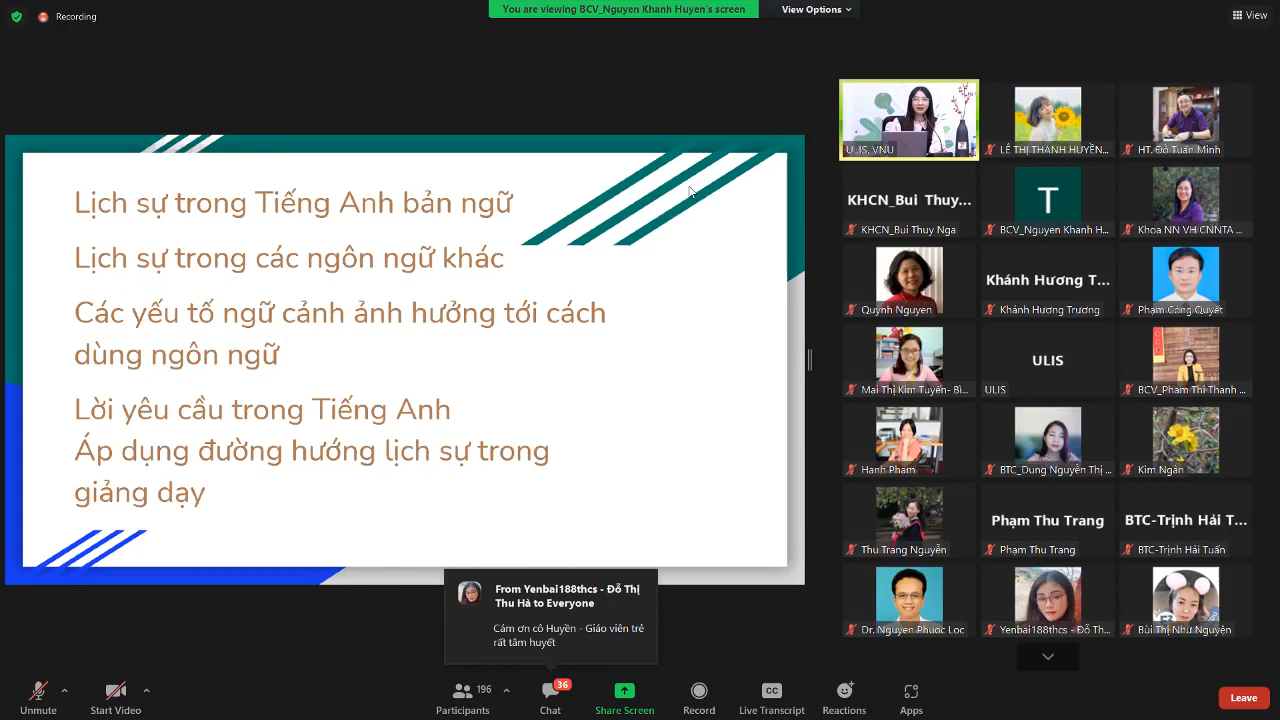 Recording
You are viewing BCV_Nguyen Khanh Huyen's screen
View Options
View
Lịch sự trong Tiếng Anh bản ngữ
Lịch sự trong các ngôn ngữ khác
Các yếu tố ngữ cảnh ảnh hưởng tới cách
dùng ngôn ngữ
Lời yêu cầu trong Tiếng Anh
Áp dụng đường hướng lịch sự trong
giảng dạy
ULIS, VNU
LÊ THỊ THANH HUYỀN...
HT. Đỗ Tuấn Minh
KHCN_Bui Thuy...
KHCN_Bui Thuy Nga
T
BCV_Nguyen Khanh H...
Khoa NN VH CNNTA ...
Quỳnh Nguyen
Khánh Hương T...
Khánh Hương Trương
Phạm Công Quyết
Mai Thị Kim Tuyến- Bì...
ULIS
ULIS
BCV_Pham Thi Thanh ...
Hanh Pham
BTC_Dung Nguyễn Thị ...
Kim Ngân
Thu Trang Nguyễn
Phạm Thu Trang
Phạm Thu Trang
BTC-Trịnh Hải T...
BTC-Trịnh Hải Tuấn
Dr. Nguyen Phuoc Loc
Yenbai188thcs - Đỗ Th...
Bùi Thị Như Nguyện
From Yenbai188thcs - Đỗ Thị
Thu Hà to Everyone
Cám ơn cô Huyền - Giáo viên trẻ
rất tâm huyết
Unmute
Start Video
196
Participants
36
Chat
Share Screen
Record
CC
Live Transcript
Reactions
Apps
Leave